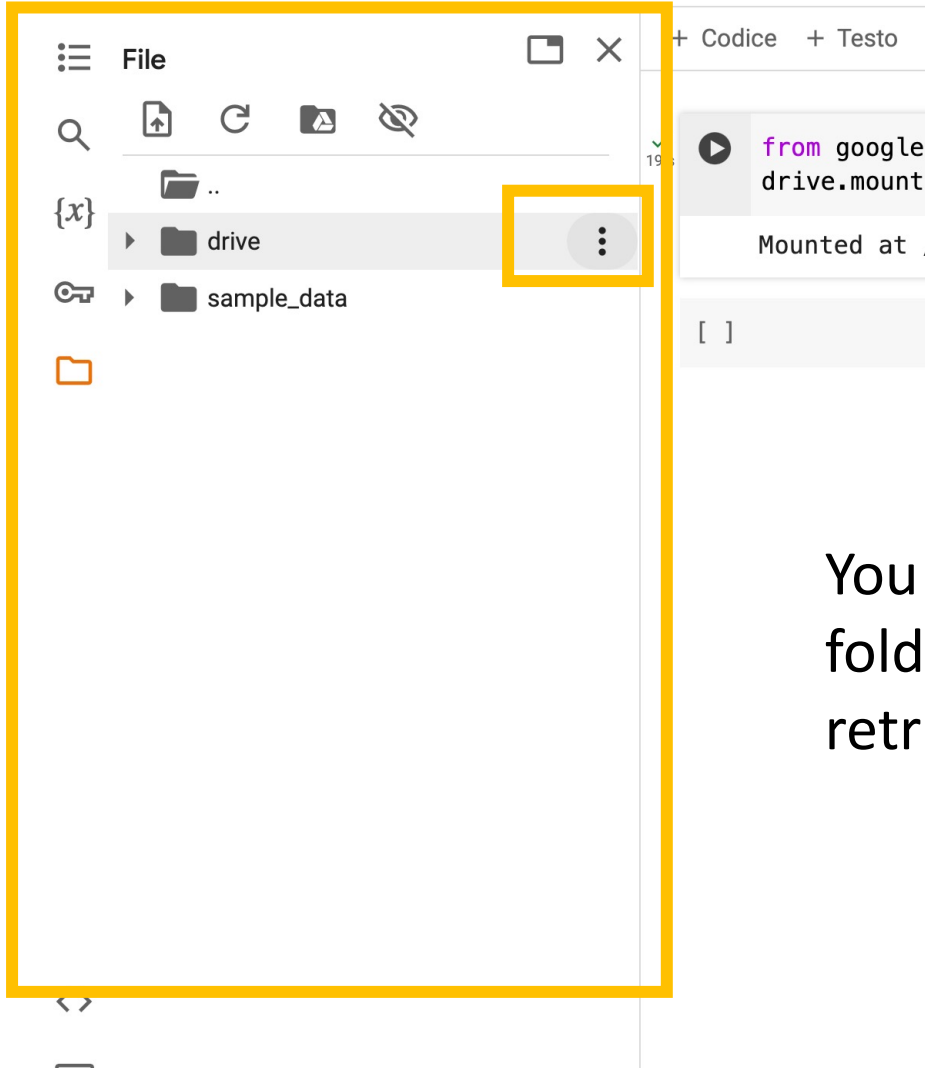 File
+ Codice + Testo
..
{x}
drive
sample_data
from google
drive.mount
Mounted at
[ ]
You
fold
retr